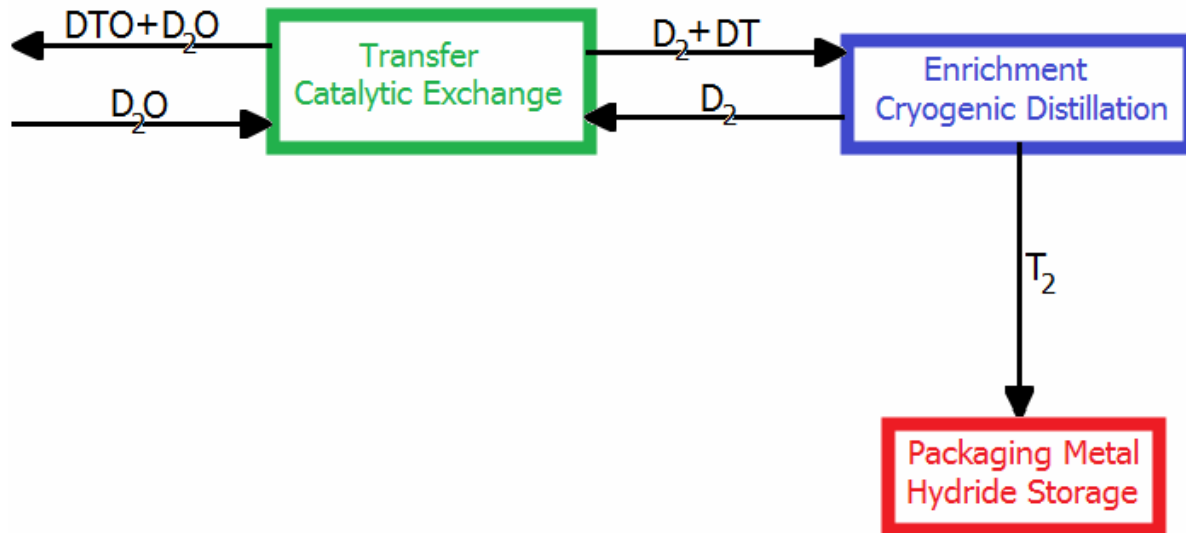 DTO+D₂O
D₂O
Transfer
Catalytic Exchange
D₂+DT
D₂
Enrichment
Cryogenic Distillation
T₂
Packaging Metal
Hydride Storage